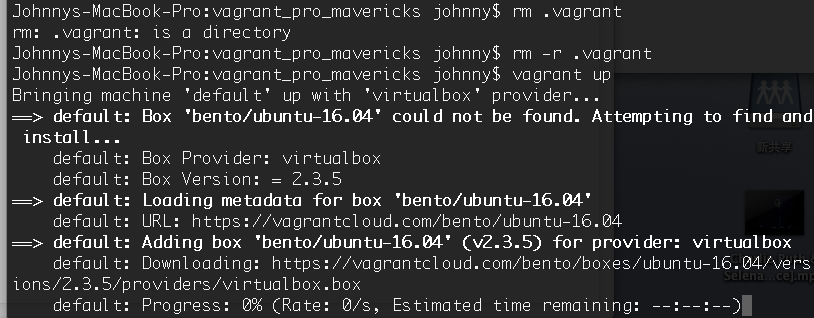 Johnnys-MacBook-Pro:vagrant_pro_mavericks johnny$ rm .vagrant
rm: .vagrant: is a directory
Johnnys-MacBook-Pro:vagrant_pro_mavericks johnny$ rm -r .vagrant
Johnnys-MacBook-Pro:vagrant_pro_mavericks johnny$ vagrant up
Bringing machine 'default' up with 'virtualbox' provider...
==> default: Box 'bento/ubuntu-16.04' could not be found. Attempting to find and
install...
default: Box Provider: virtualbox
default: Box Version: = 2.3.5
==> default: Loading metadata for box 'bento/ubuntu-16.04'
default: URL: https://vagrantcloud.com/bento/ubuntu-16.04
==> default: Adding box 'bento/ubuntu-16.04' (v2.3.5) for provider: virtualbox
default: Downloading: https://vagrantcloud.com/bento/boxes/ubuntu-16.04/vers
ions/2.3.5/providers/virtualbox.box
default: Progress: 0% (Rate: 0/s, Estimated time remaining: --:--:--)
新共享